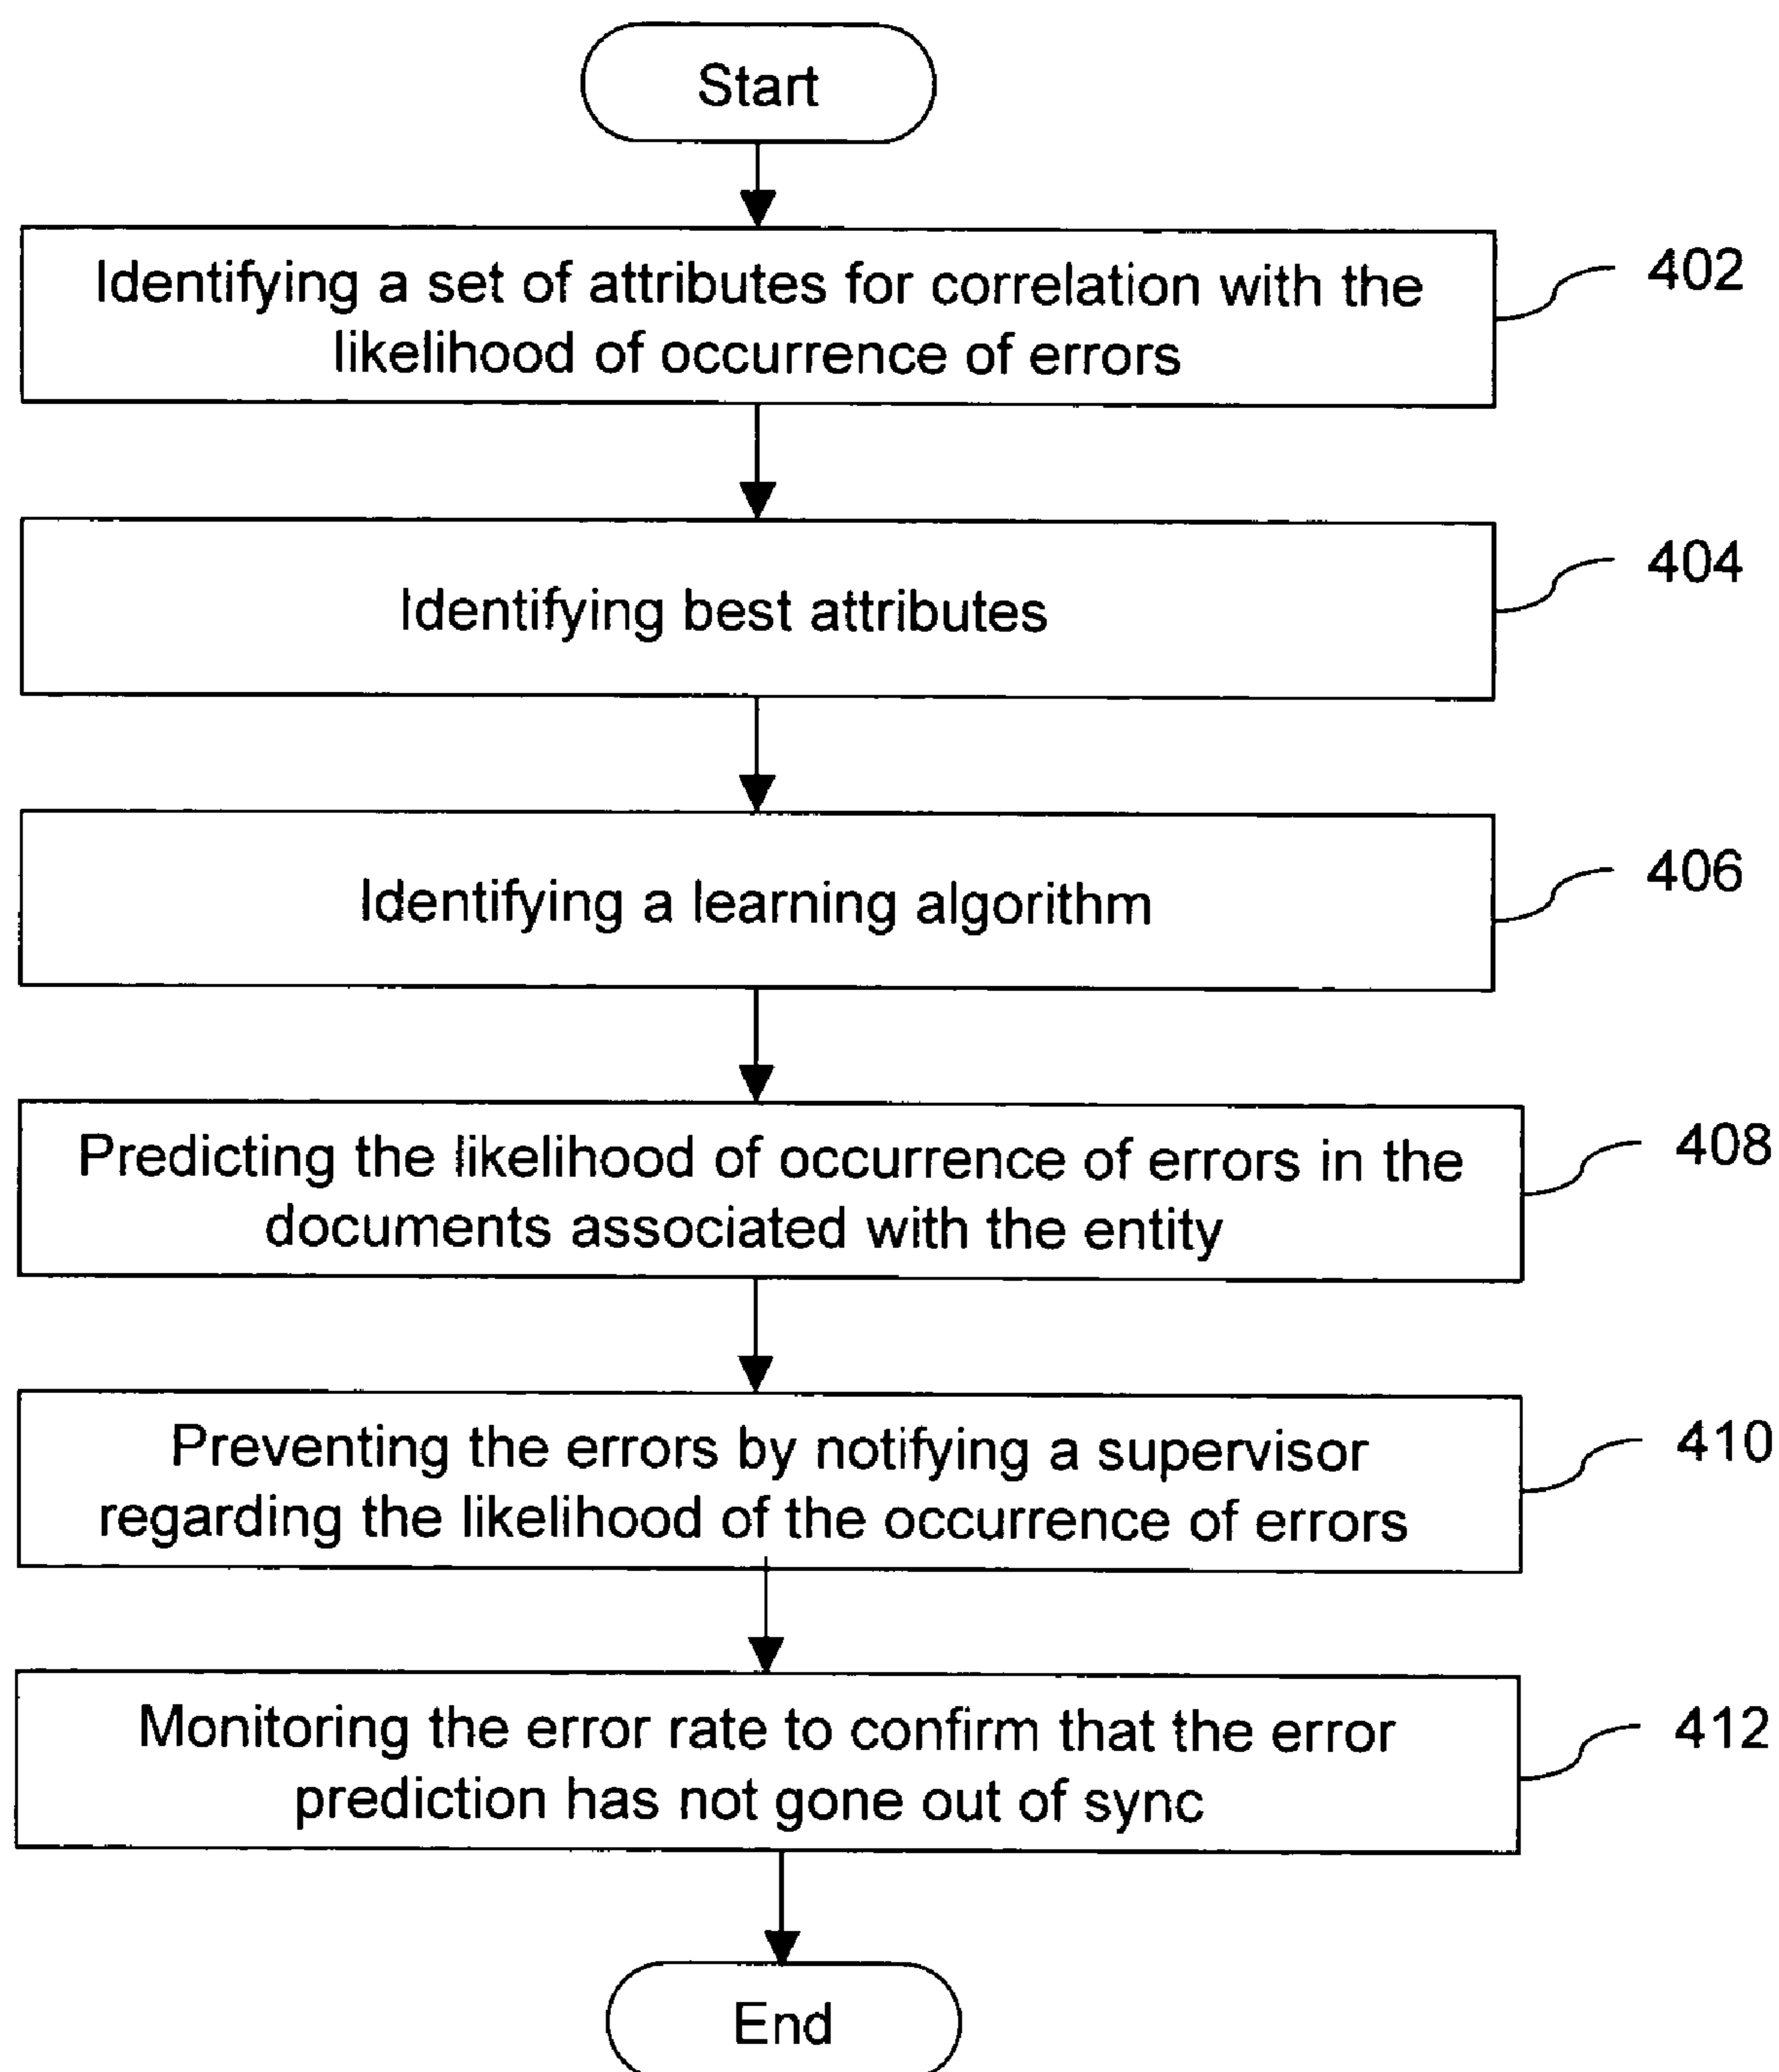 Start
Identifying a set of attributes for correlation with the
likelihood of occurrence of errors
402
Identifying best attributes
404
Identifying a learning algorithm
406
Predicting the likelihood of occurrence of errors in the
documents associated with the entity
408
Preventing the errors by notifying a supervisor
regarding the likelihood of the occurrence of errors
410
Monitoring the error rate to confirm that the error
prediction has not gone out of sync
412
End